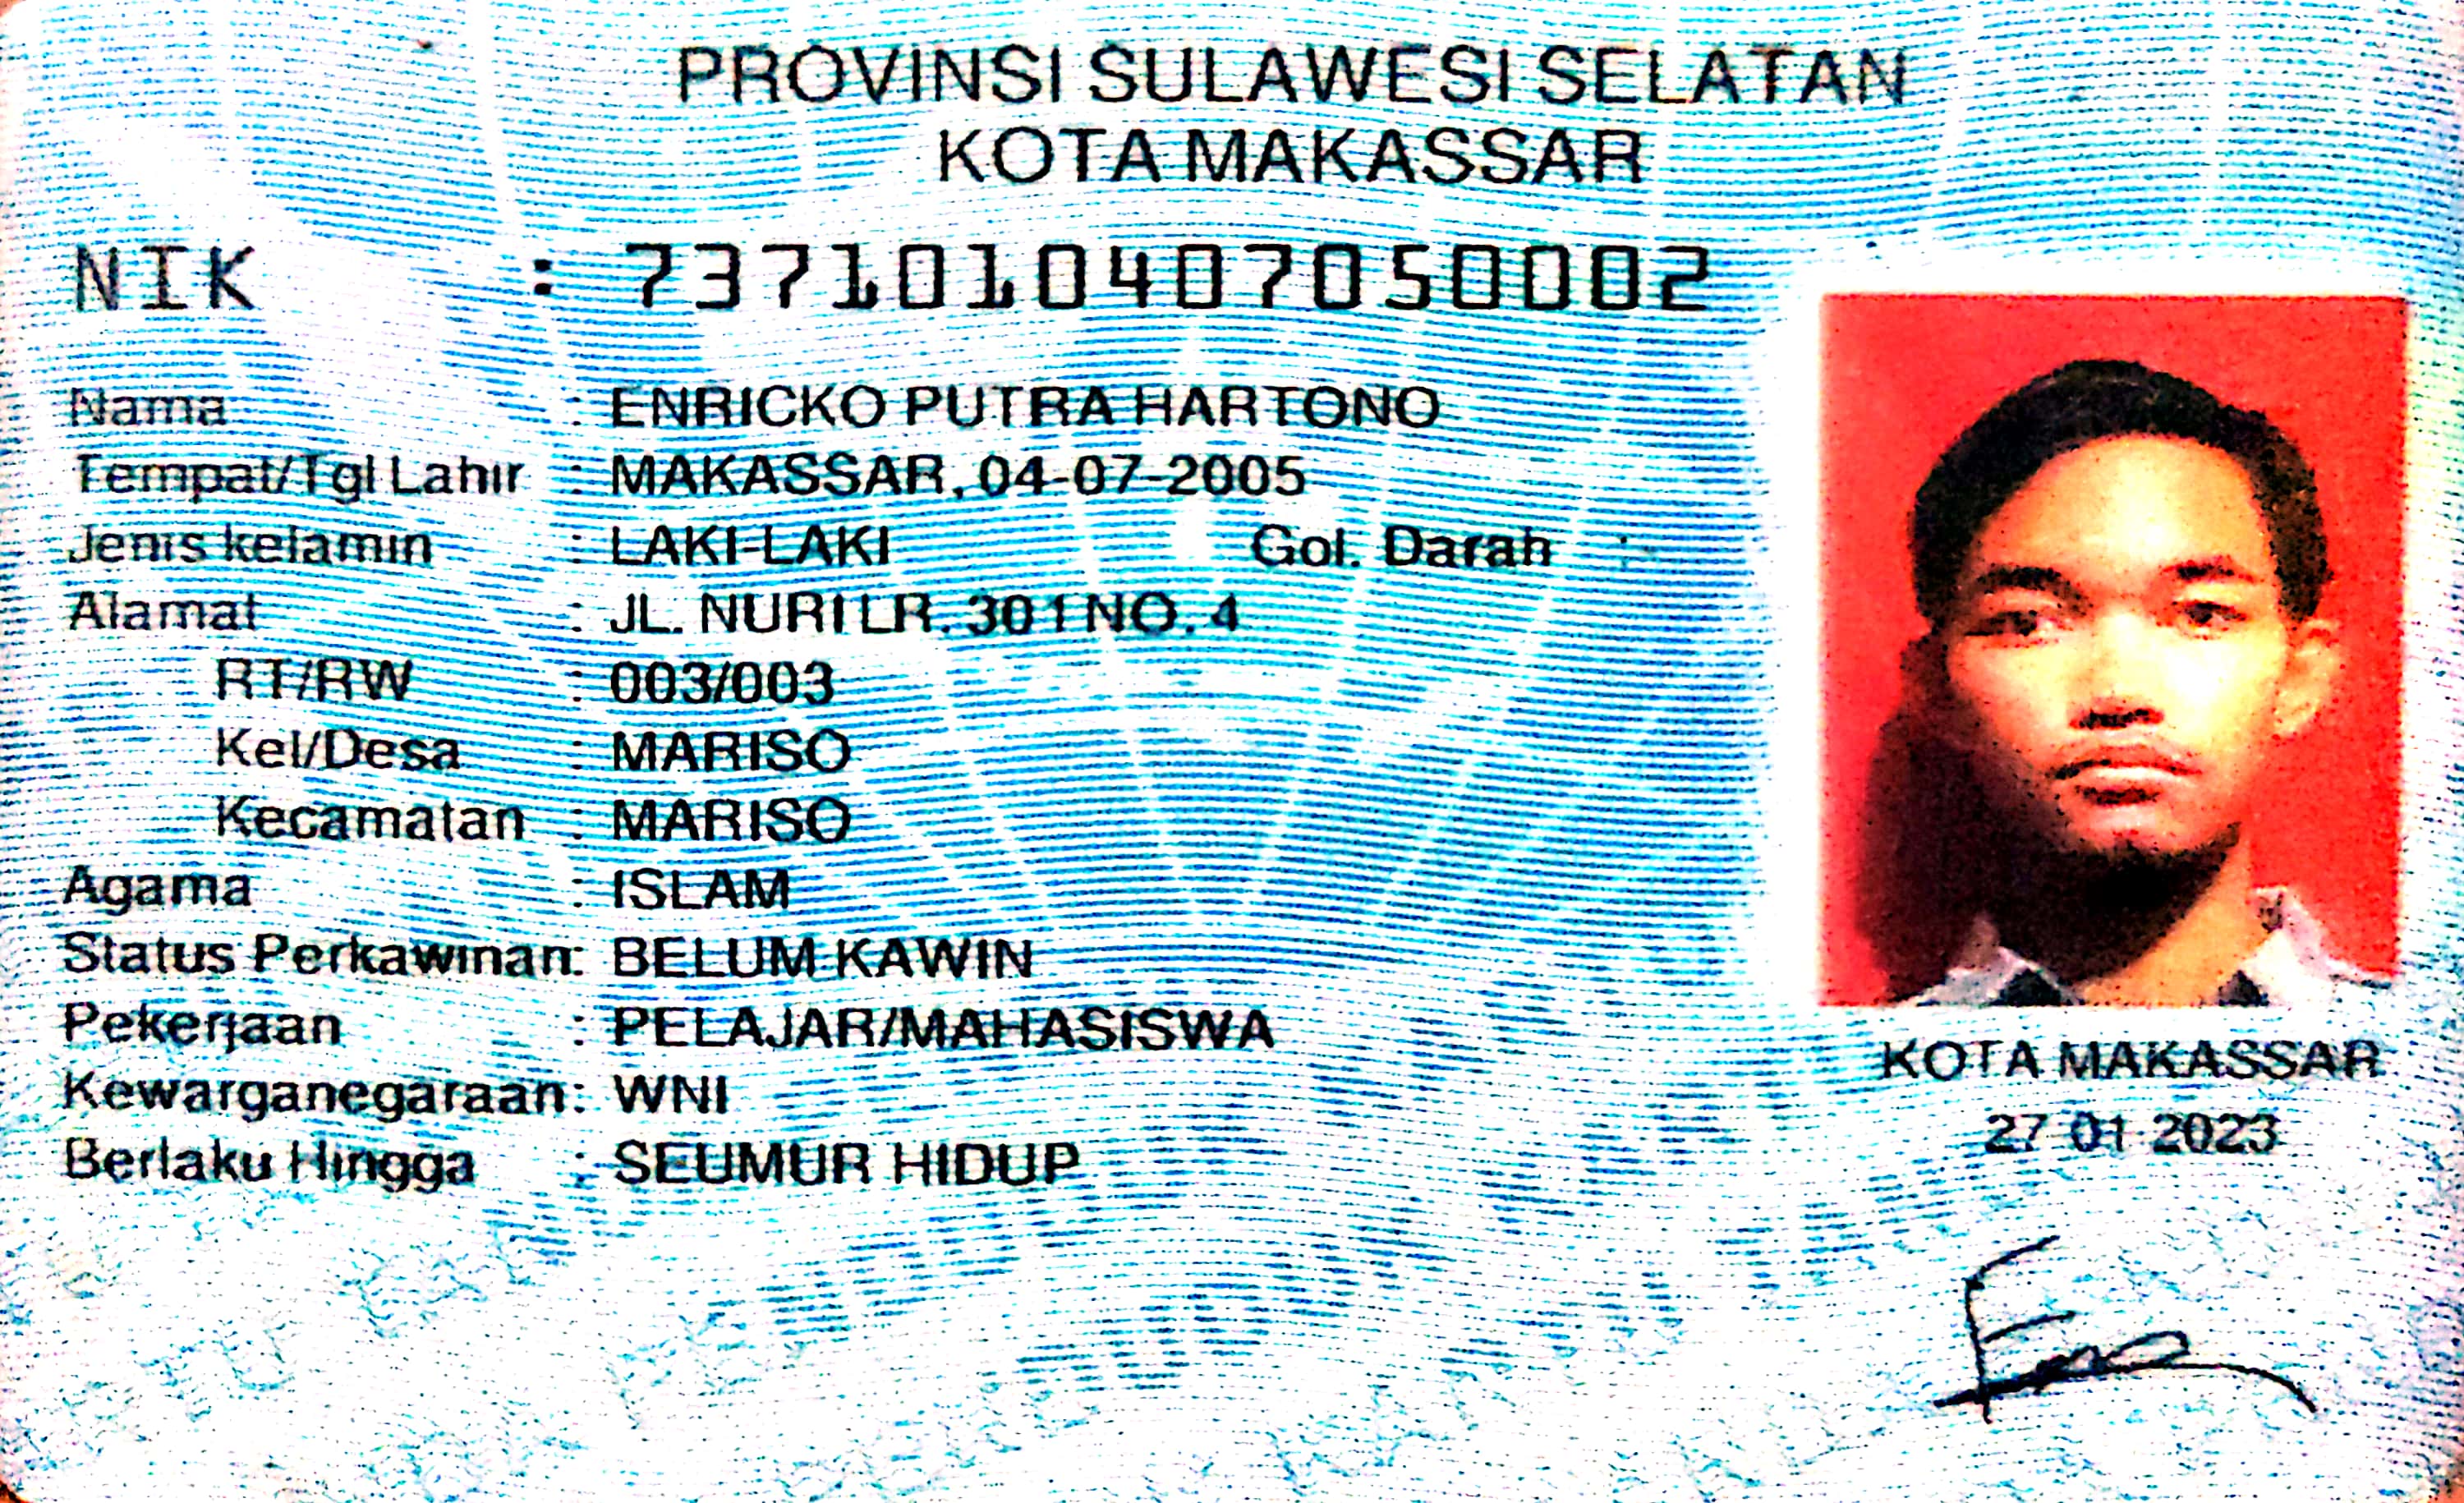 PROVINSI SULAWESI SELATAN
KOTA MAKASSAR
NIK : 7371010407050002
Nama : ENRICKO PUTRA HARTONO
Tempat/Tgl Lahir : MAKASSAR, 04-07-2005
Jenis kelamin : LAKI-LAKI Gol. Darah :
Alamat : JL. NURI LR. 301 NO. 4
RT/RW : 003/003
Kel/Desa : MARISO
Kecamatan : MARISO
Agama : ISLAM
Status Perkawinan: BELUM KAWIN
Pekerjaan : PELAJAR/MAHASISWA
Kewarganegaraan: WNI
Berlaku Hingga : SEUMUR HIDUP
KOTA MAKASSAR
27-01-2023